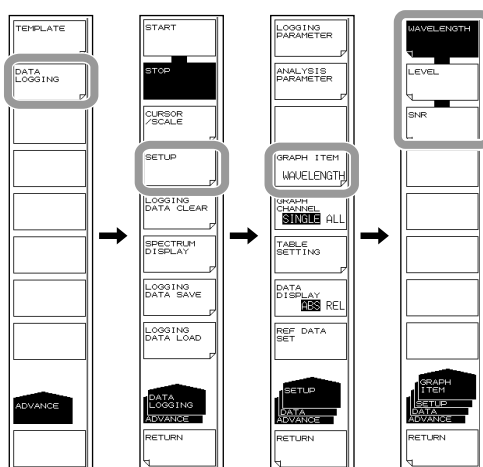 TEMPLATE
DATA
LOGGING
ADVANCE
START
STOP
CURSOR
/SCALE
SETUP
LOGGING
DATA CLEAR
SPECTRUM
DISPLAY
LOGGING
DATA SAVE
LOGGING
DATA LOAD
DATA
LOGGING
ADVANCE
RETURN
LOGGING
PARAMETER
ANALYSIS
PARAMETER
GRAPH ITEM
WAVELENGTH
GRAPH
CHANNEL
SINGLE ALL
TABLE
SETTING
DATA
DISPLAY
ABS REL
REF DATA
SET
SETUP
DATA
ADVANCE
RETURN
WAVELENGTH
LEVEL
SNR
GRAPH
ITEM
SETUP
DATA
ADVANCE
RETURN